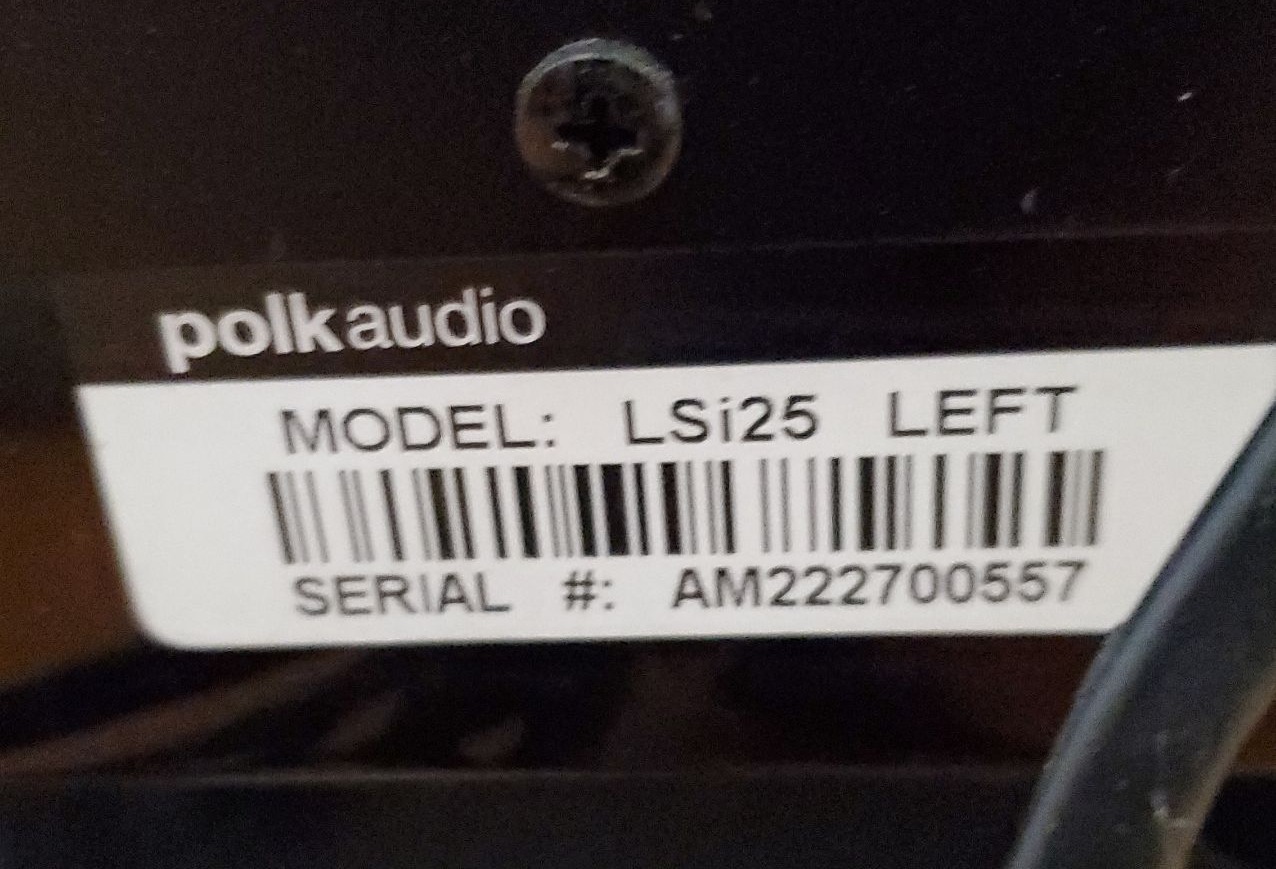 polkaudio
MODEL: LSi25 LEFT
SERIAL #: AM222700557